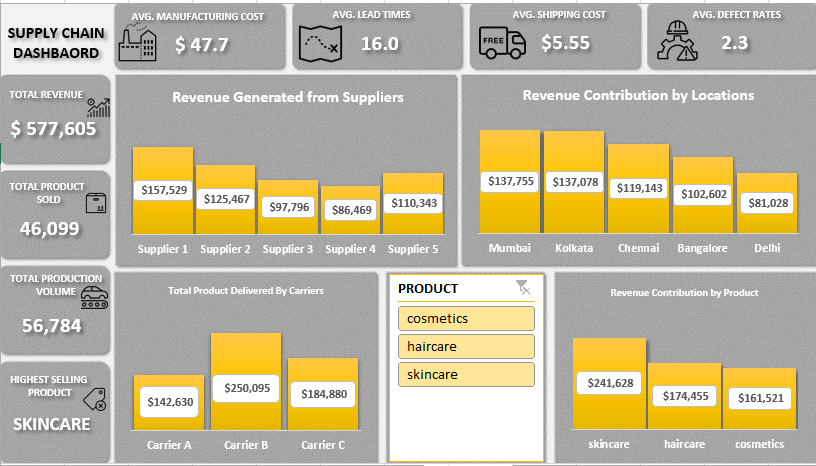 SUPPLY CHAIN
DASHBAORD
AVG. MANUFACTURING COST
$ 47.7
AVG. LEAD TIMES
16.0
AVG. SHIPPING COST
FREE
$5.55
AVG. DEFECT RATES
2.3
TOTAL REVENUE
$ 577,605
TOTAL PRODUCT
SOLD
46,099
TOTAL PRODUCTION
VOLUME
56,784
HIGHEST SELLING
PRODUCT
SKINCARE
Revenue Generated from Suppliers
$157,529
$125,467
$97,796
$86,469
$110,343
Supplier 1
Supplier 2
Supplier 3
Supplier 4
Supplier 5
Revenue Contribution by Locations
$137,755
$137,078
$119,143
$102,602
$81,028
Mumbai
Kolkata
Chennai
Bangalore
Delhi
Total Product Delivered By Carriers
$142,630
$250,095
$184,880
Carrier A
Carrier B
Carrier C
PRODUCT
cosmetics
haircare
skincare
Revenue Contribution by Product
$241,628
$174,455
$161,521
skincare
haircare
cosmetics